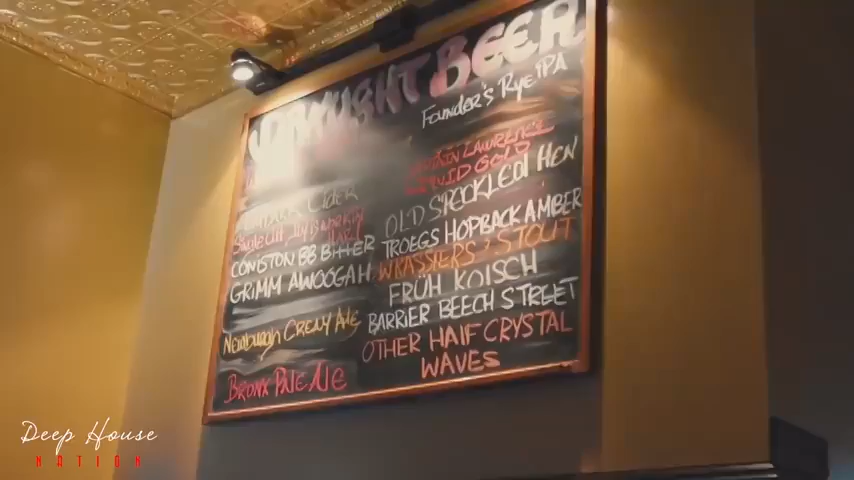 DRAUGHT BEER
FOUNDER'S RYE IPA
CAPTAIN LAWRENCE
LIQUID GOLD
CIDER
OLD SPECKLED HEN
CONISTON BB BITTER
TROEGS HOPBACK AMBER
GRIMM AWOOGAH
WRASSLERS STOUT
FRÜH KOLSCH
NEWBURGH CREAM ALE
BARRIER BEECH STREET
OTHER HALF CRYSTAL
WAVES
BRONX PALE ALE
Deep House
NATION